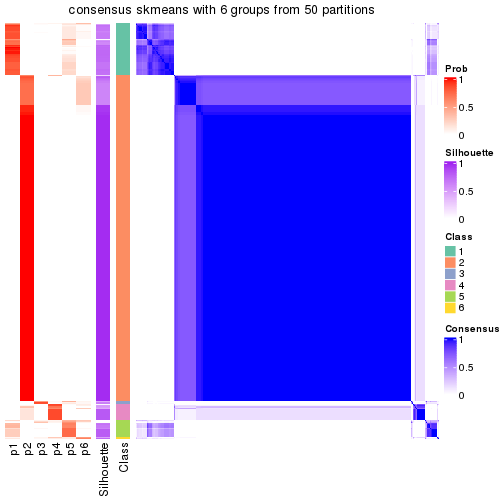 consensus skmeans with 6 groups from 50 partitions
Prob
1
0.5
0
Silhouette
1
0.5
0
Class
1
2
3
4
5
6
Consensus
1
0.5
0
p1
p2
p3
p4
p5
p6
Silhouette
Class